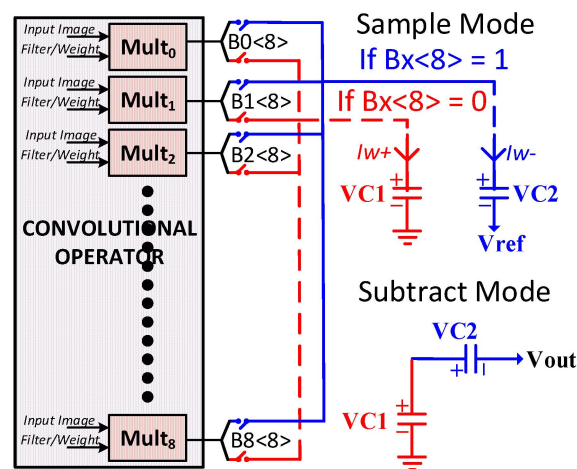 Input Image
Filter/Weight
Mult0
B0<8>
Input Image
Filter/Weight
Mult1
B1<8>
Input Image
Filter/Weight
Mult2
B2<8>
CONVOLUTIONAL
OPERATOR
Input Image
Filter/Weight
Mult8
B8<8>
Sample Mode
If Bx<8> = 1
If Bx<8> = 0
Iw+
Iw-
+
VC1
−
+
VC2
−
Vref
Subtract Mode
VC2
+
−
Vout
VC1
+
−